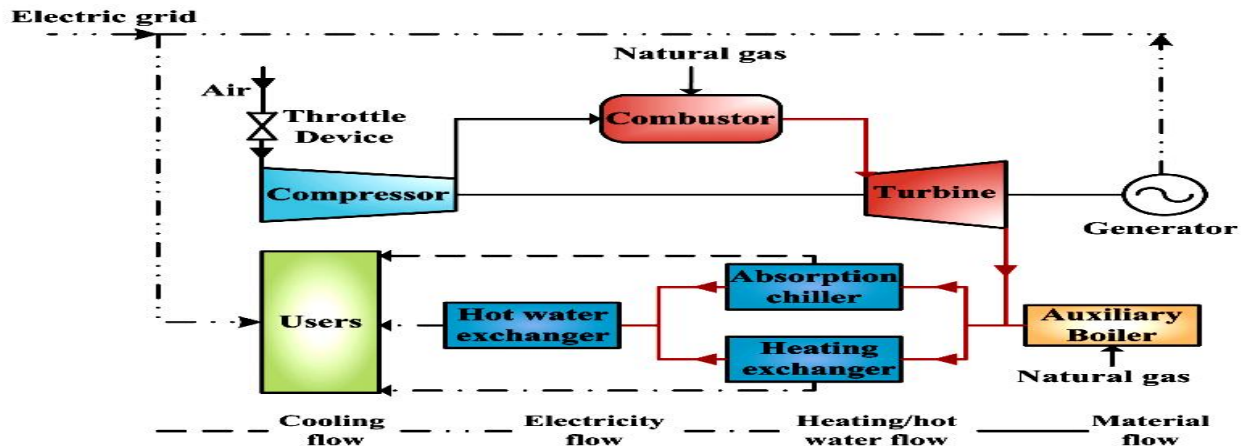 Electric grid
Natural gas
Air
Throttle
Device
Combustor
Compressor
Turbine
Generator
Absorption
chiller
Users
Hot water
exchanger
Auxiliary
Boiler
Heating
exchanger
Natural gas
Cooling
flow
Electricity
flow
Heating/hot
water flow
Material
flow